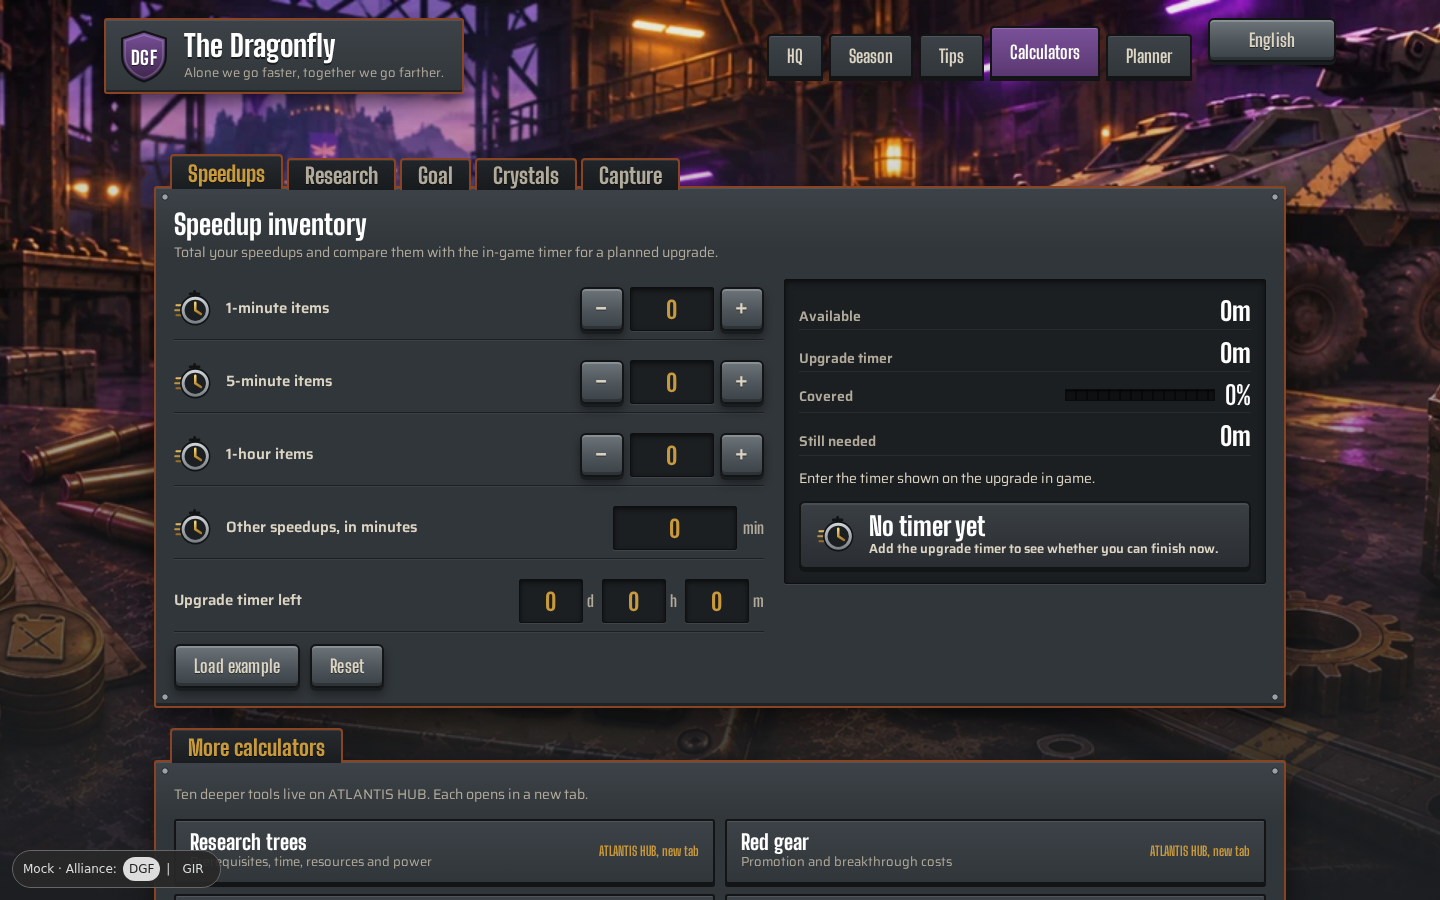 DGF
The Dragonfly
Alone we go faster, together we go farther.
HQ
Season
Tips
Calculators
Planner
English
Speedups
Research
Goal
Crystals
Capture
Speedup inventory
Total your speedups and compare them with the in-game timer for a planned upgrade.
1-minute items
− 0 +
5-minute items
− 0 +
1-hour items
− 0 +
Other speedups, in minutes
0 min
Upgrade timer left
0 d 0 h 0 m
Load example
Reset
Available 0m
Upgrade timer 0m
Covered 0%
Still needed 0m
Enter the timer shown on the upgrade in game.
No timer yet
Add the upgrade timer to see whether you can finish now.
More calculators
Ten deeper tools live on ATLANTIS HUB. Each opens in a new tab.
Research trees
equisites, time, resources and power
ATLANTIS HUB, new tab
Red gear
Promotion and breakthrough costs
ATLANTIS HUB, new tab
Mock · Alliance: DGF | GIR